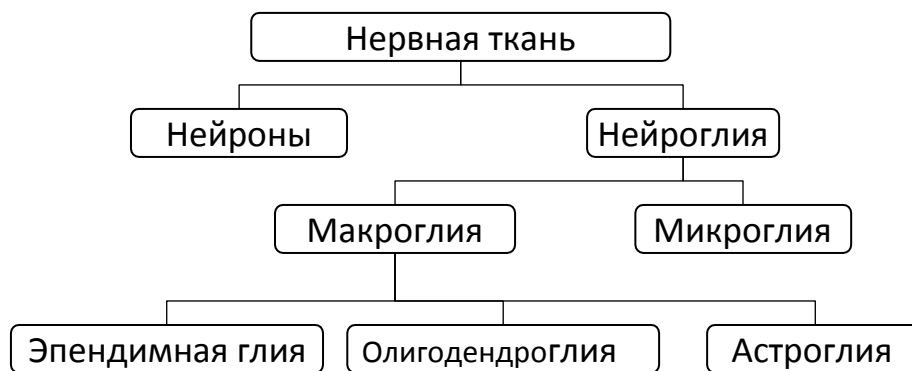 Нервная ткань
Нейроны
Нейроглия
Макроглия
Микроглия
Эпендимная глия
Олигодендроглия
Астроглия